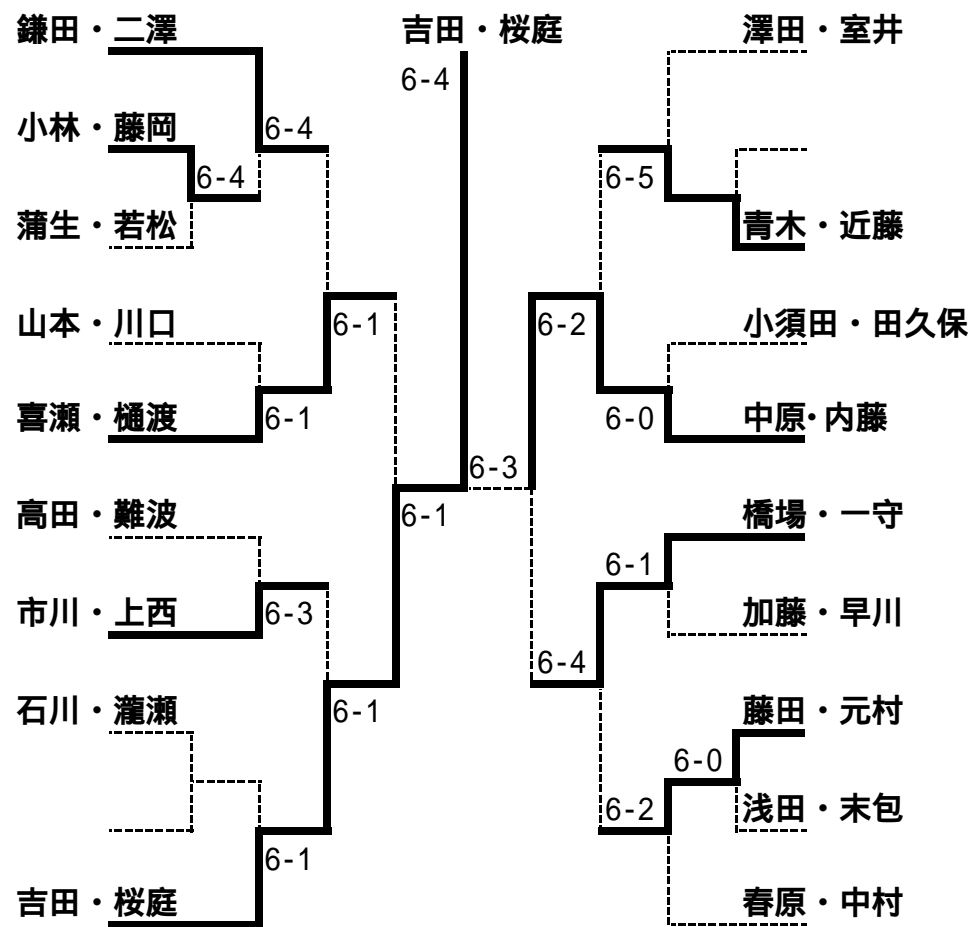 鎌田・二澤
吉田・桜庭
澤田・室井
6-4
小林・藤岡
6-4
6-4
6-5
蒲生・若松
青木・近藤
山本・川口
6-1
6-2
小須田・田久保
喜瀬・樋渡
6-1
6-0
中原・内藤
6-3
高田・難波
6-1
橋場・一守
6-1
市川・上西
6-3
加藤・早川
6-4
石川・瀧瀬
6-1
藤田・元村
6-0
6-2
浅田・末包
6-1
吉田・桜庭
春原・中村